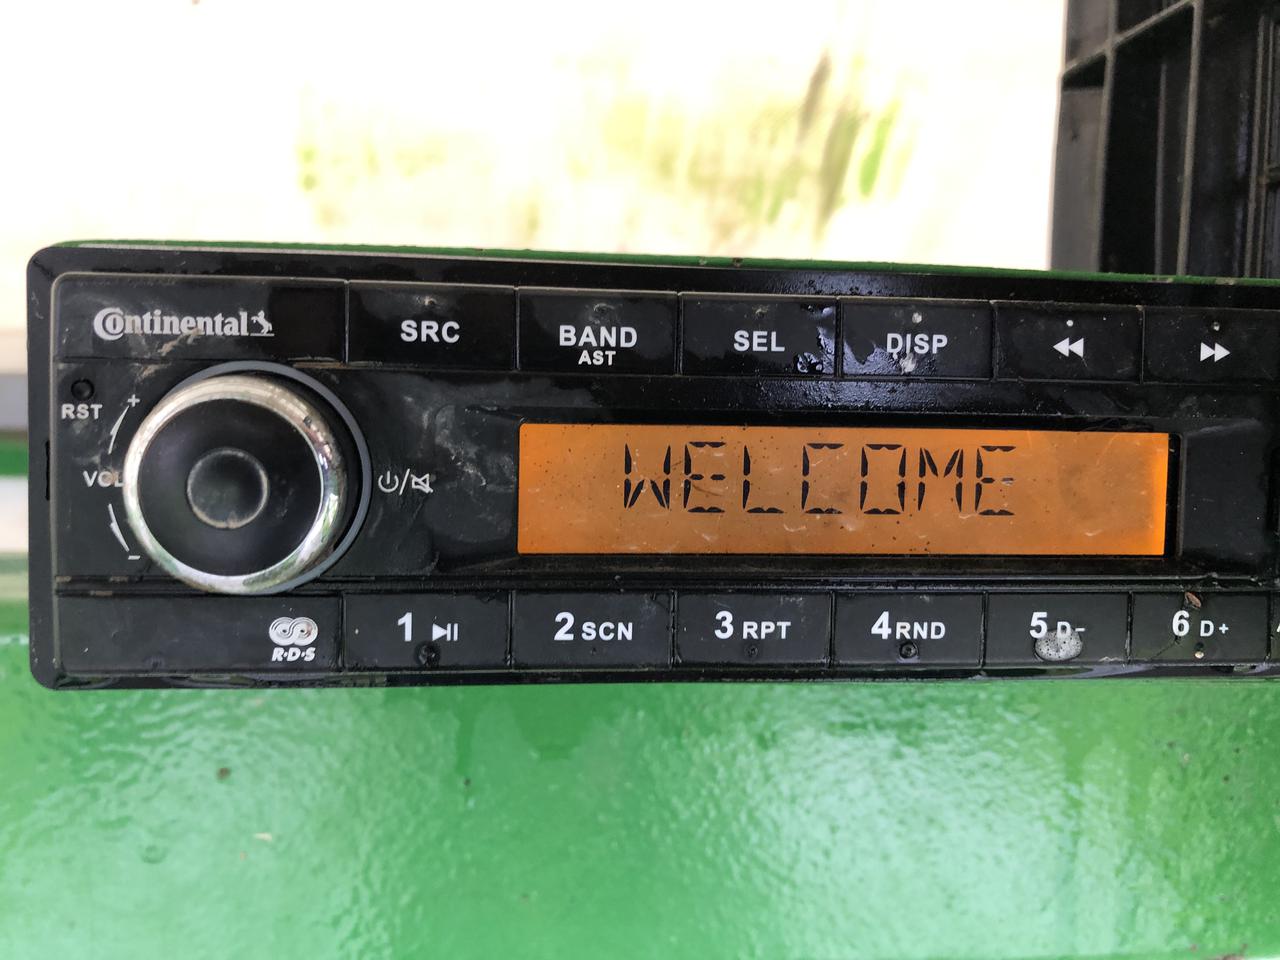 Continental
SRC
BAND
AST
SEL
DISP
RST
+
VOL
-
WELCOME
R·D·S
1
2 SCN
3 RPT
4 RND
5 D-
6 D+